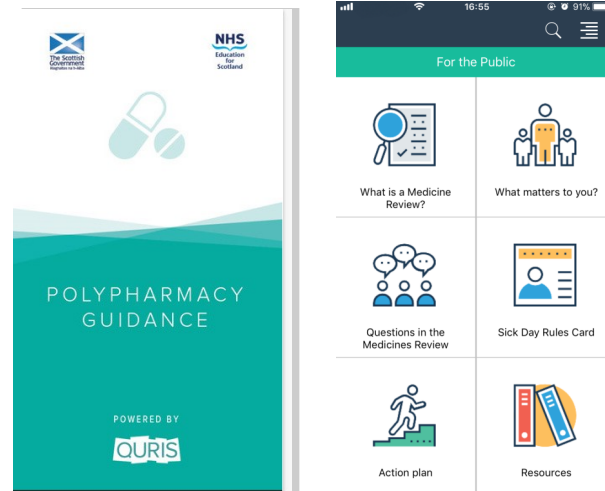 The Scottish
Government
NHS
Education
for
Scotland
POLYPHARMACY
GUIDANCE
POWERED BY
QURIS
16:55
91%
For the Public
What is a Medicine
Review?
What matters to you?
Questions in the
Medicines Review
Sick Day Rules Card
Action plan
Resources